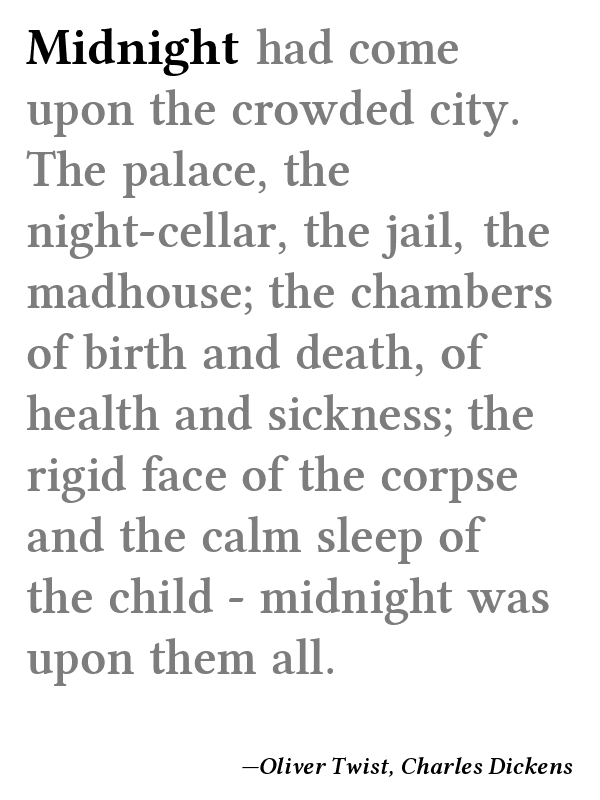 Midnight had come
upon the crowded city.
The palace, the
night-cellar, the jail, the
madhouse; the chambers
of birth and death, of
health and sickness; the
rigid face of the corpse
and the calm sleep of
the child - midnight was
upon them all.
—Oliver Twist, Charles Dickens